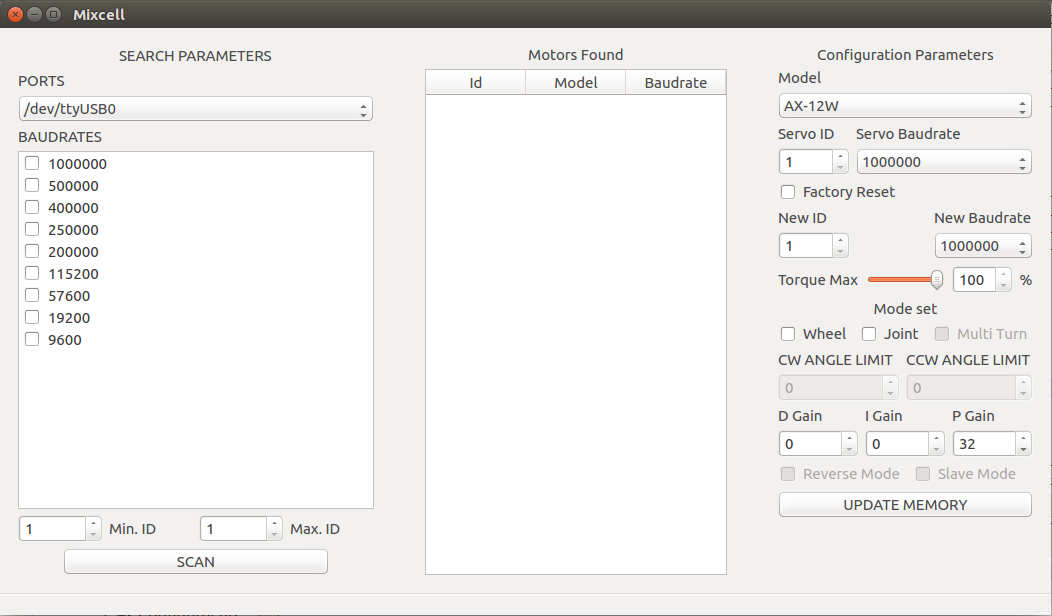 Mixcell
SEARCH PARAMETERS
PORTS
/dev/ttyUSB0
BAUDRATES
1000000
500000
400000
250000
200000
115200
57600
19200
9600
1 Min. ID 1 Max. ID
SCAN
Motors Found
Id Model Baudrate
Configuration Parameters
Model
AX-12W
Servo ID Servo Baudrate
1 1000000
Factory Reset
New ID New Baudrate
1 1000000
Torque Max 100 %
Mode set
Wheel Joint Multi Turn
CW ANGLE LIMIT CCW ANGLE LIMIT
0 0
D Gain I Gain P Gain
0 0 32
Reverse Mode Slave Mode
UPDATE MEMORY